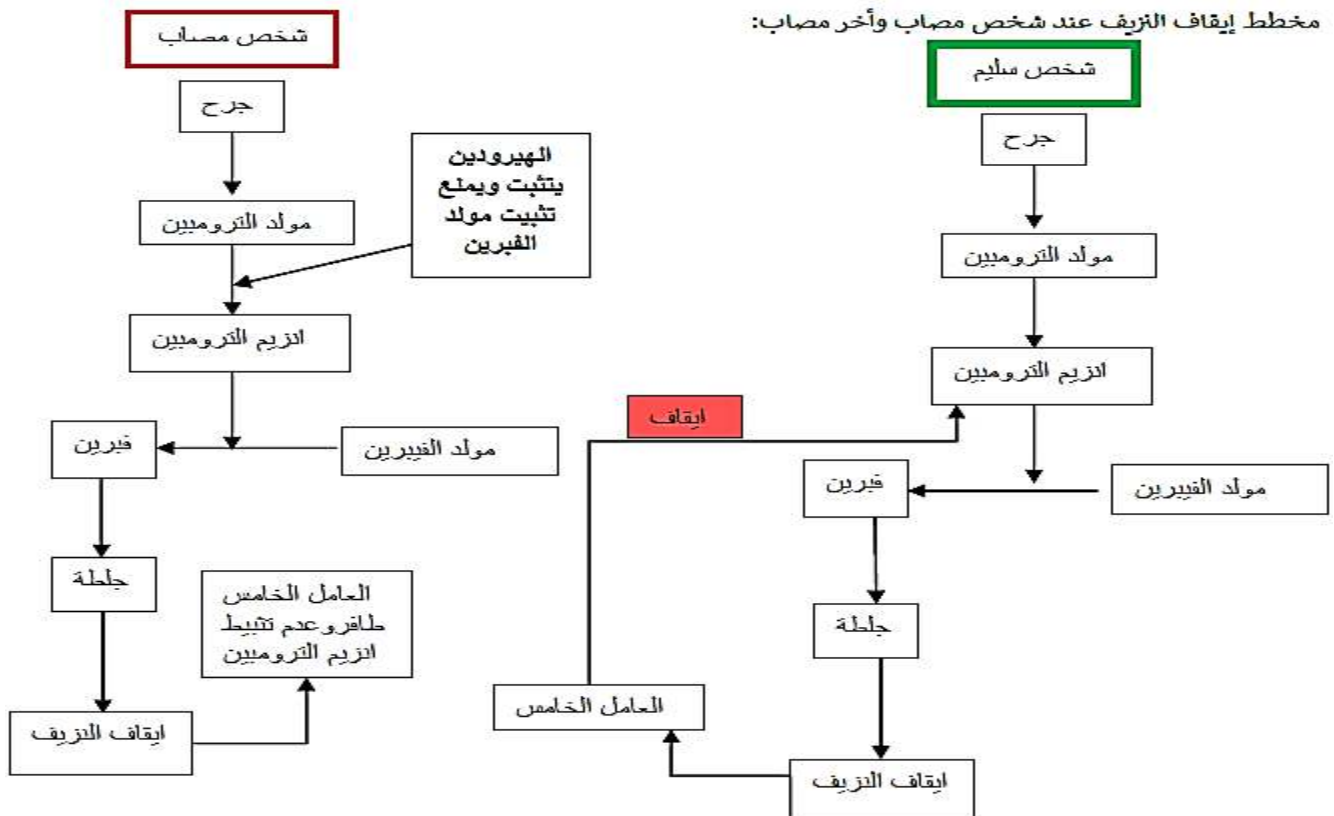 مخطط إيقاف النزيف عند شخص مصاب وأخر مصاب:
شخص سليم
جرح
مولد الترومبين
انزيم الترومبين
ايقاف
مولد الفيبرين
فبرين
جلطة
العامل الخامس
ايقاف النزيف
شخص مصاب
جرح
الهيرودين
يتثبت ويمنع
تثبيت مولد
الفبرين
مولد الترومبين
انزيم الترومبين
مولد الفيبرين
فبرين
جلطة
العامل الخامس
طافروعدم تثبيط
انزيم الترومبين
ايقاف النزيف